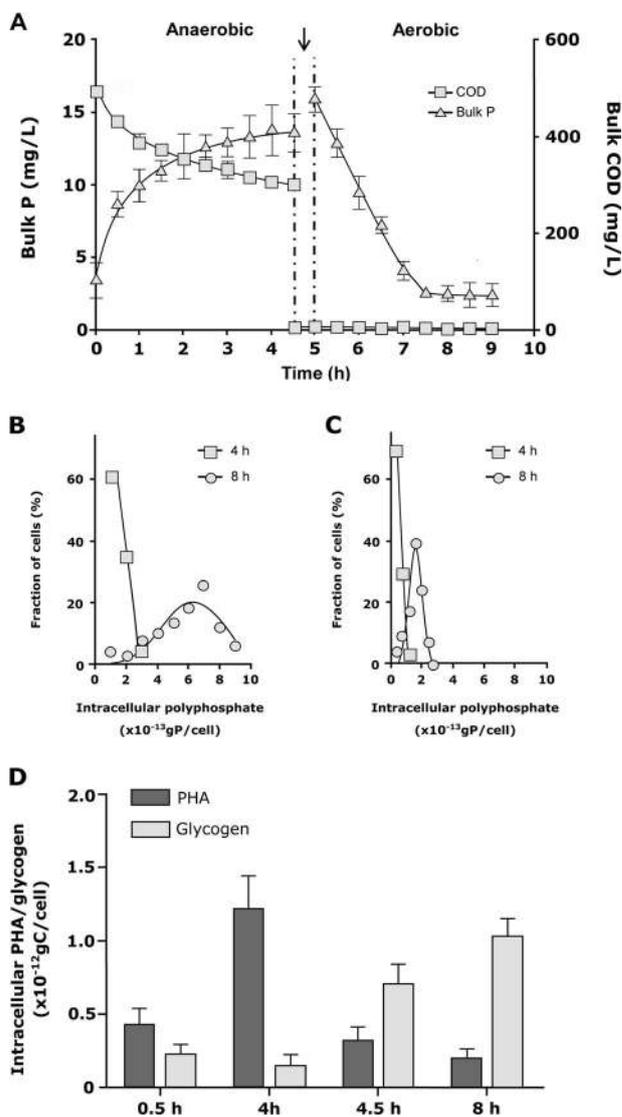 A
Anaerobic
Aerobic
20
15
10
5
0
Bulk P (mg/L)
600
400
200
0
Bulk COD (mg/L)
COD
Bulk P
0 1 2 3 4 5 6 7 8 9 10
Time (h)
B
4 h
8 h
60
40
20
0
Fraction of cells (%)
0 2 4 6 8 10
Intracellular polyphosphate
(x10⁻¹³gP/cell)
C
4 h
8 h
60
40
20
0
Fraction of cells (%)
0 2 4 6 8 10
Intracellular polyphosphate
(x10⁻¹³gP/cell)
D
PHA
Glycogen
2.0
1.5
1.0
0.5
0
Intracellular PHA/glycogen
(x10⁻¹²gC/cell)
0.5 h 4h 4.5 h 8 h